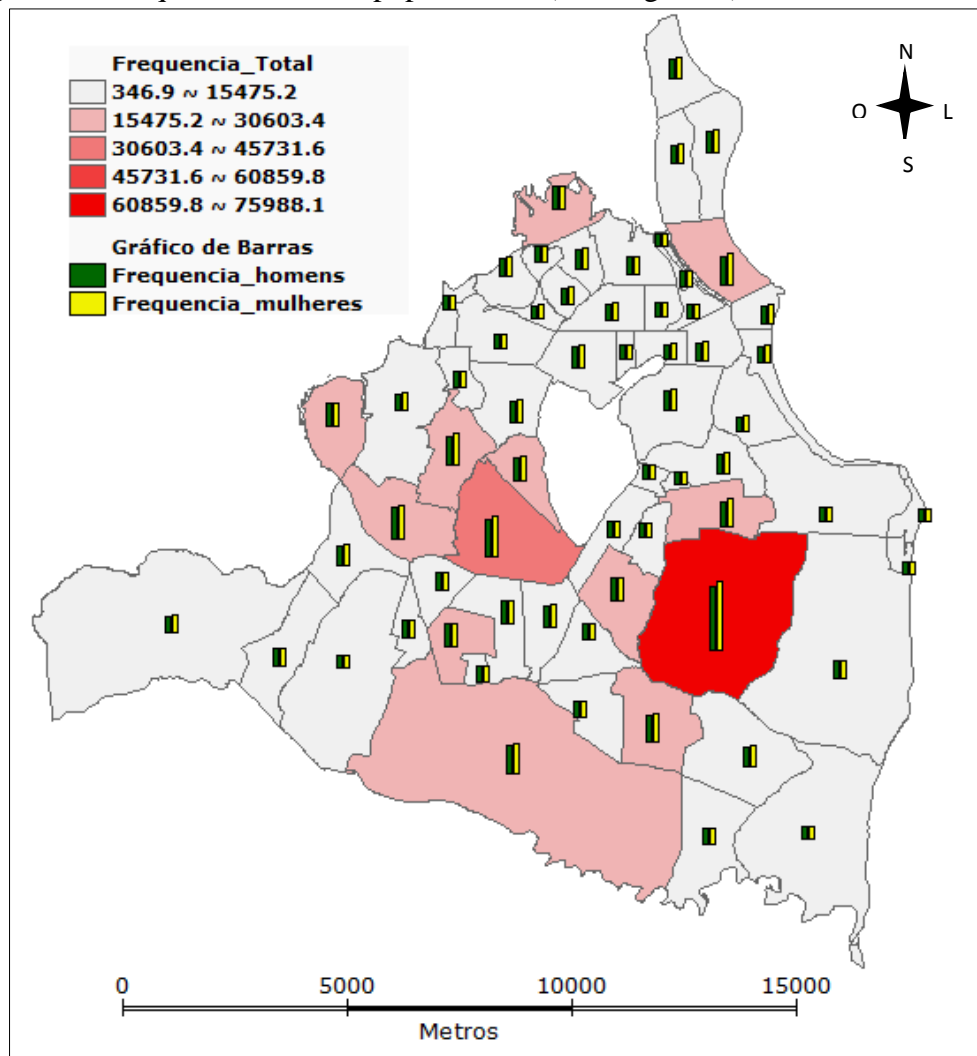 Frequencia_Total
346.9 ~ 15475.2
15475.2 ~ 30603.4
30603.4 ~ 45731.6
45731.6 ~ 60859.8
60859.8 ~ 75988.1
Gráfico de Barras
Frequencia_homens
Frequencia_mulheres
N
O L
S
0 5000 10000 15000
Metros